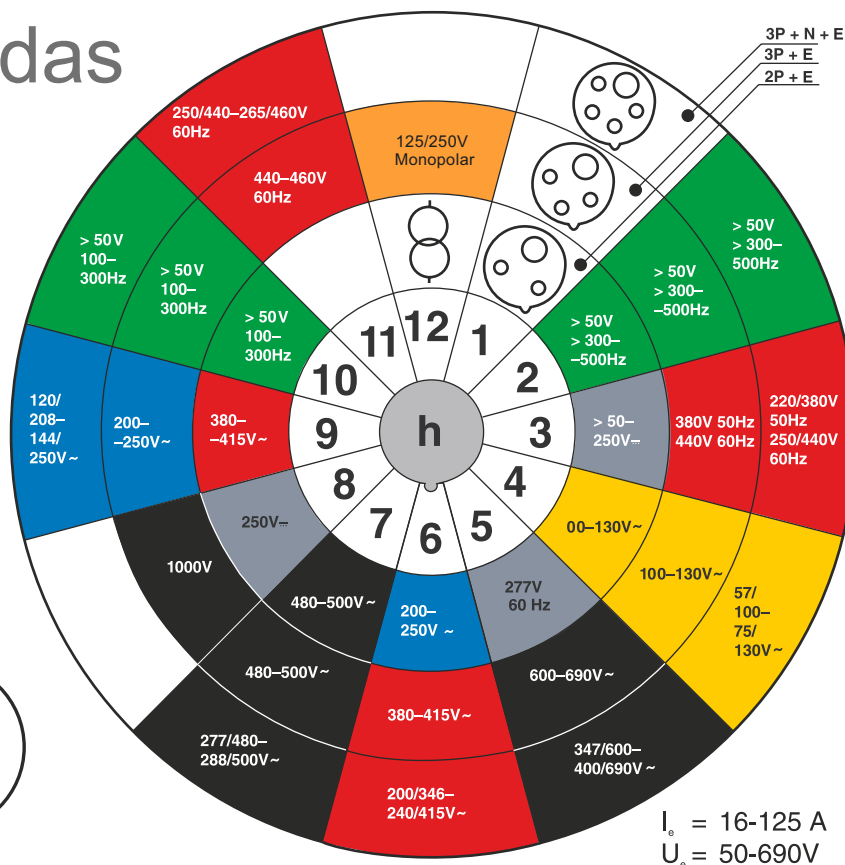 das
3P + N + E
3P + E
2P + E
250/440–265/460V
60Hz
440–460V
60Hz
125/250V
Monopolar
> 50V
> 300–
500Hz
> 50V
> 300–
–500Hz
> 50V
> 300–
–500Hz
> 50V
100–
300Hz
> 50V
100–
300Hz
> 50V
100–
300Hz
12
1
2
3
4
5
6
7
8
9
10
11
h
120/
208–
144/
250V~
200–
–250V~
380–
–415V~
> 50–
250V⎓
380V 50Hz
440V 60Hz
220/380V
50Hz
250/440V
60Hz
1000V
250V⎓
00–130V~
100–130V~
57/
100–
75/
130V~
480–500V~
200–
250V ~
277V
60 Hz
480–500V~
380–415V~
600–690V~
277/480–
288/500V~
200/346–
240/415V~
347/600–
400/690V~
Iₑ = 16-125 A
Uₑ = 50-690V